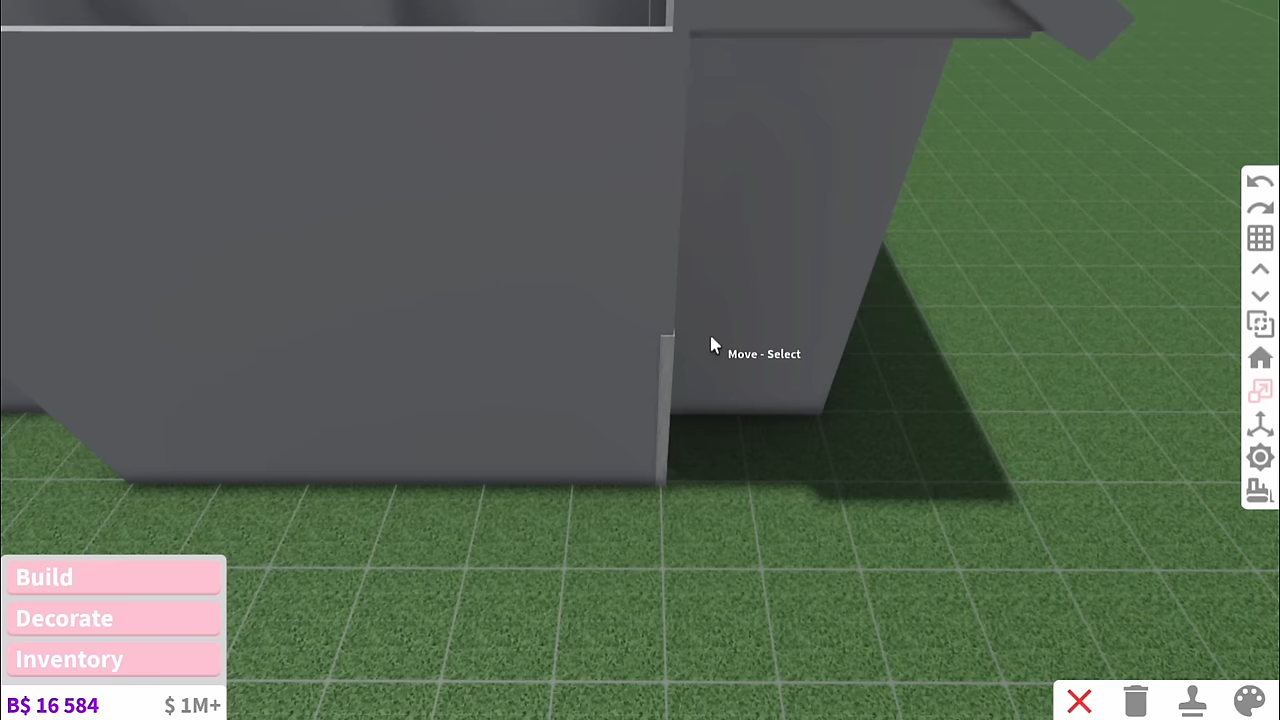 Move - Select
Build
Decorate
Inventory
B$ 16 584
$ 1M+